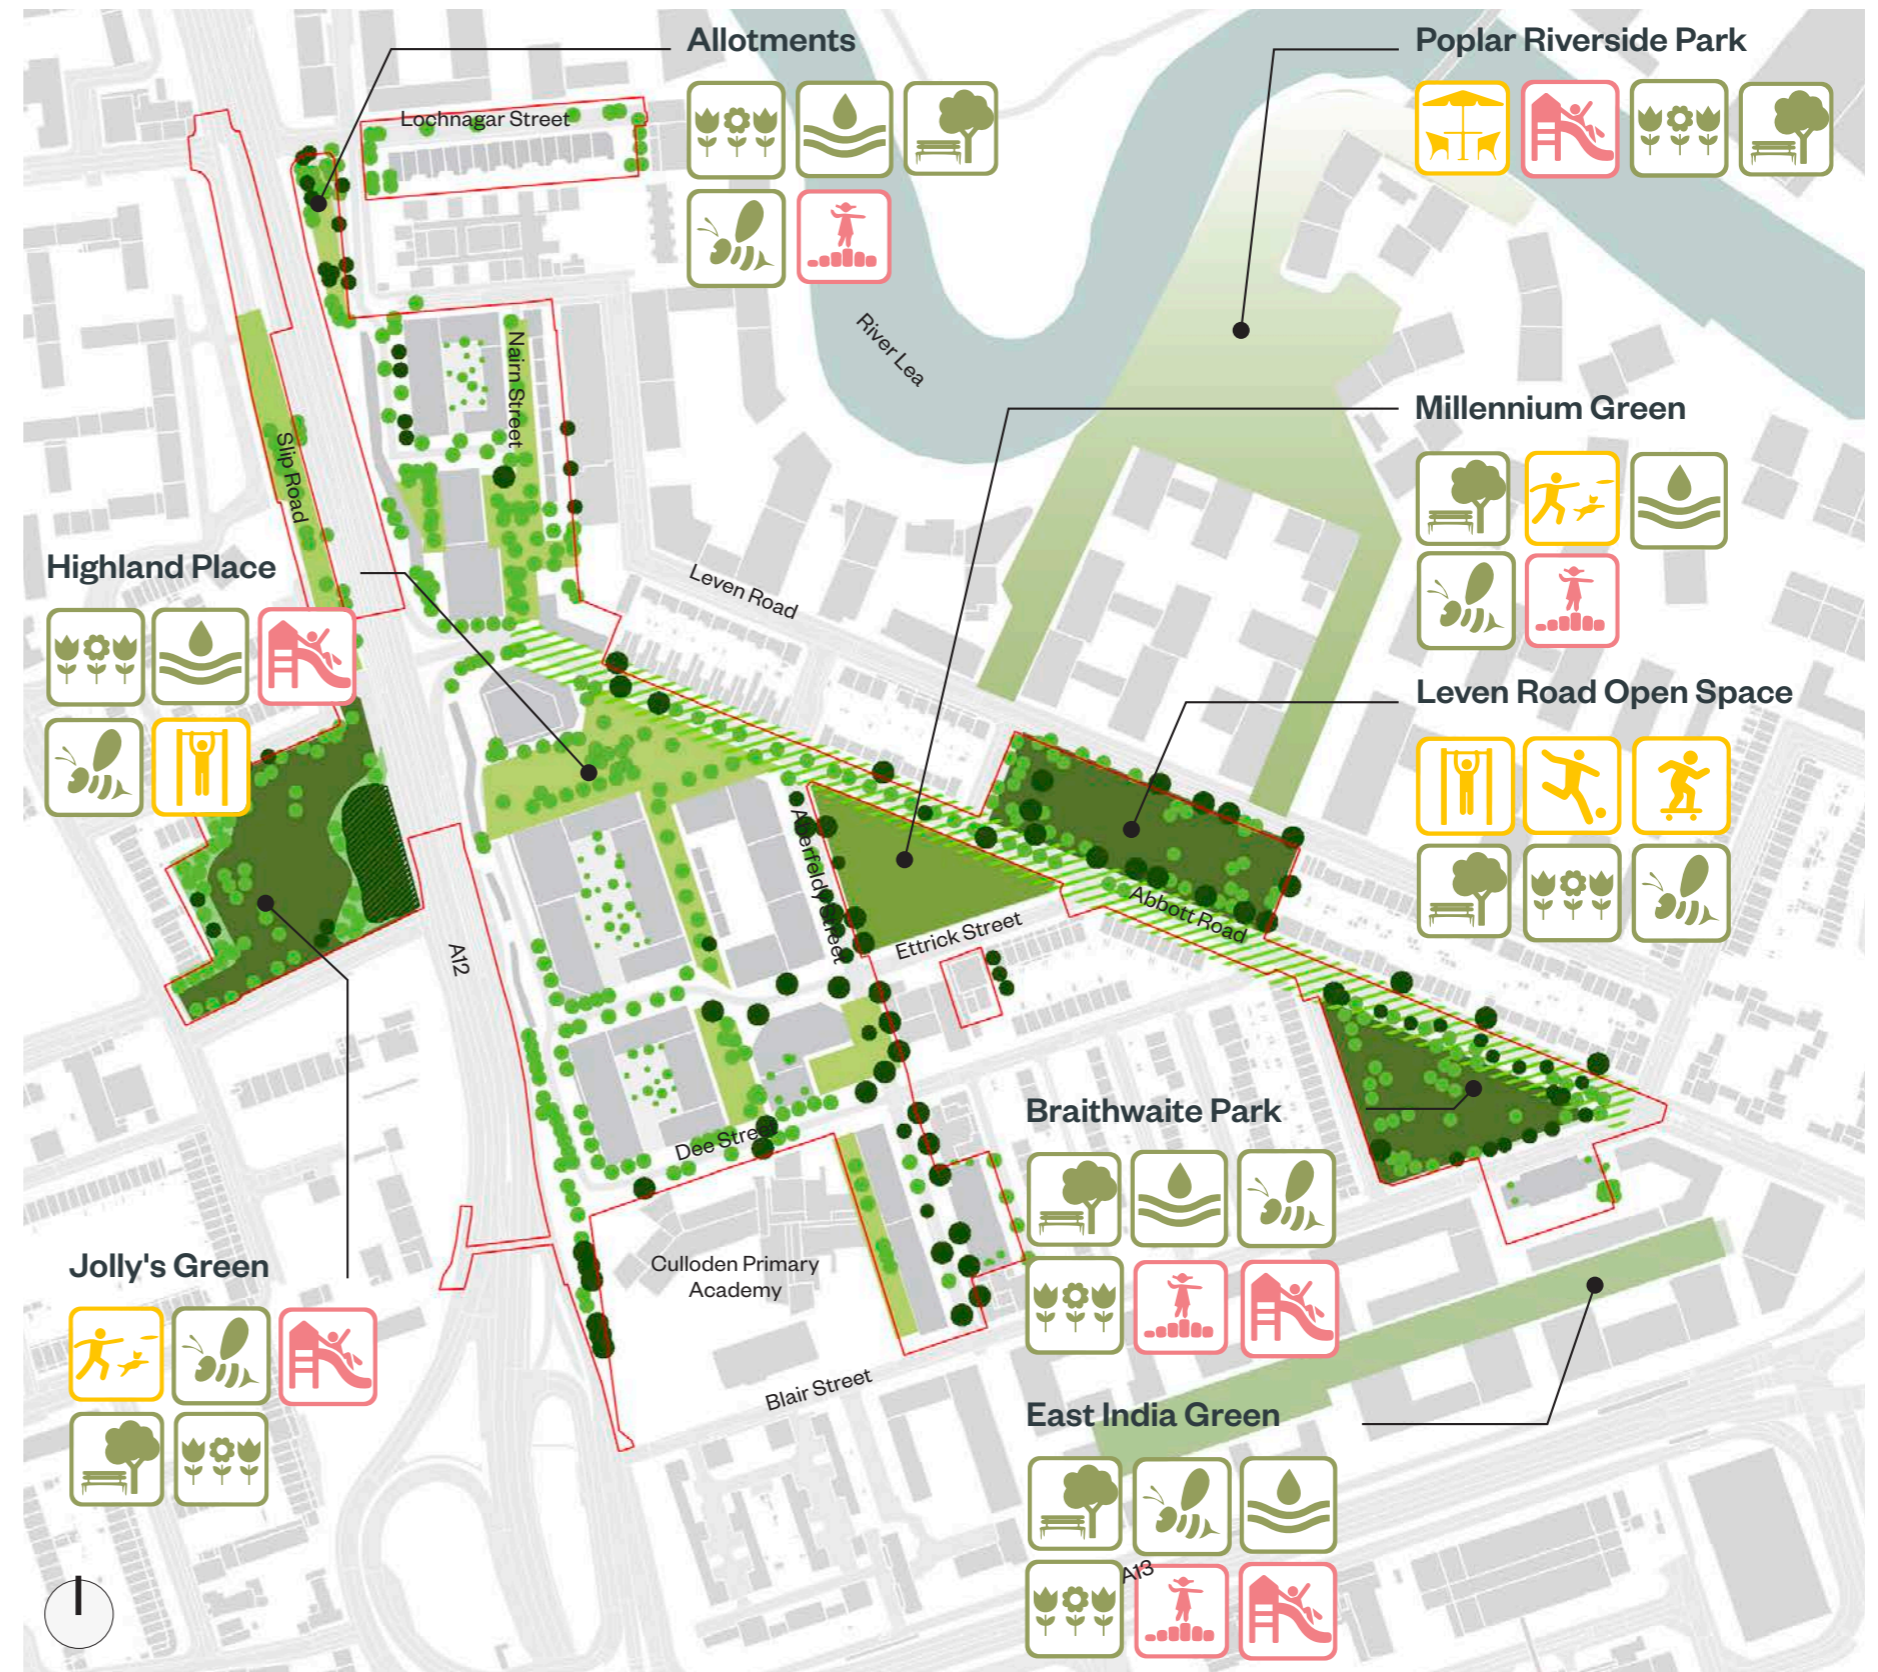 Allotments
Poplar Riverside Park
Lochnagar Street
River Lea
Nairn Street
Millennium Green
Slip Road
Highland Place
Leven Road
Leven Road Open Space
Aberfeldy Street
Abbott Road
Ettrick Street
A12
Braithwaite Park
Dee Street
Jolly's Green
Culloden Primary
Academy
Blair Street
East India Green
A13